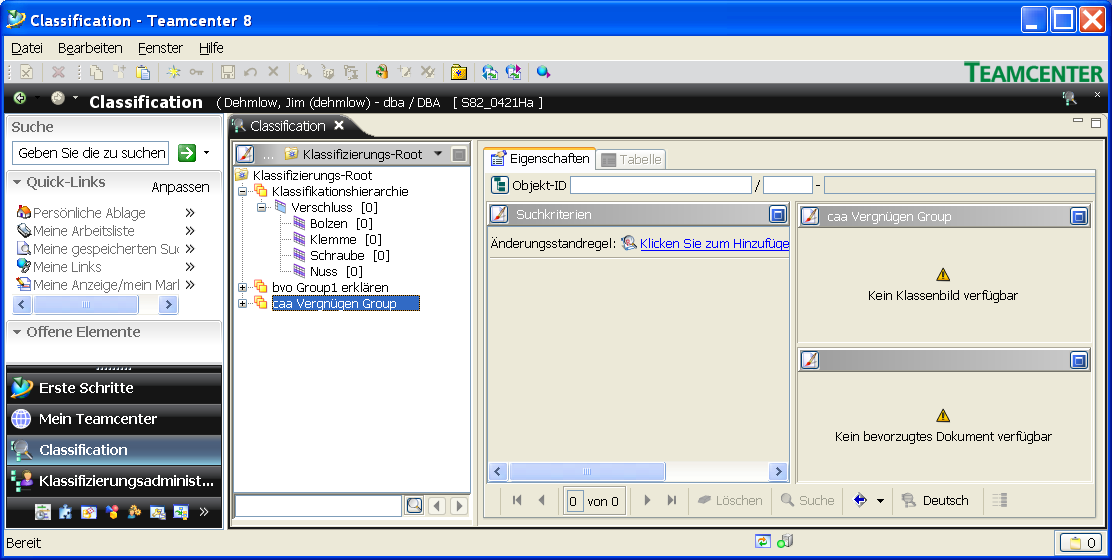 Classification - Teamcenter 8
Datei Bearbeiten Fenster Hilfe
TEAMCENTER
Classification ( Dehmlow, Jim (dehmlow) - dba / DBA [ S82_0421Ha ]
Suche
Geben Sie die zu suchen
Quick-Links
Anpassen
Persönliche Ablage
Meine Arbeitsliste
Meine gespeicherten Suc
Meine Links
Meine Anzeige/mein Marl
Offene Elemente
Erste Schritte
Mein Teamcenter
Classification
Klassifizierungsadminist...
Classification
... Klassifizierungs-Root
Klassifizierungs-Root
Klassifikationshierarchie
Verschluss [0]
Bolzen [0]
Klemme [0]
Schraube [0]
Nuss [0]
bvo Group1 erklären
caa Vergnügen Group
Eigenschaften Tabelle
Objekt-ID / -
Suchkriterien
Änderungsstandregel: Klicken Sie zum Hinzufüge
caa Vergnügen Group
Kein Klassenbild verfügbar
Kein bevorzugtes Dokument verfügbar
0 von 0 Löschen Suche Deutsch
Bereit
0